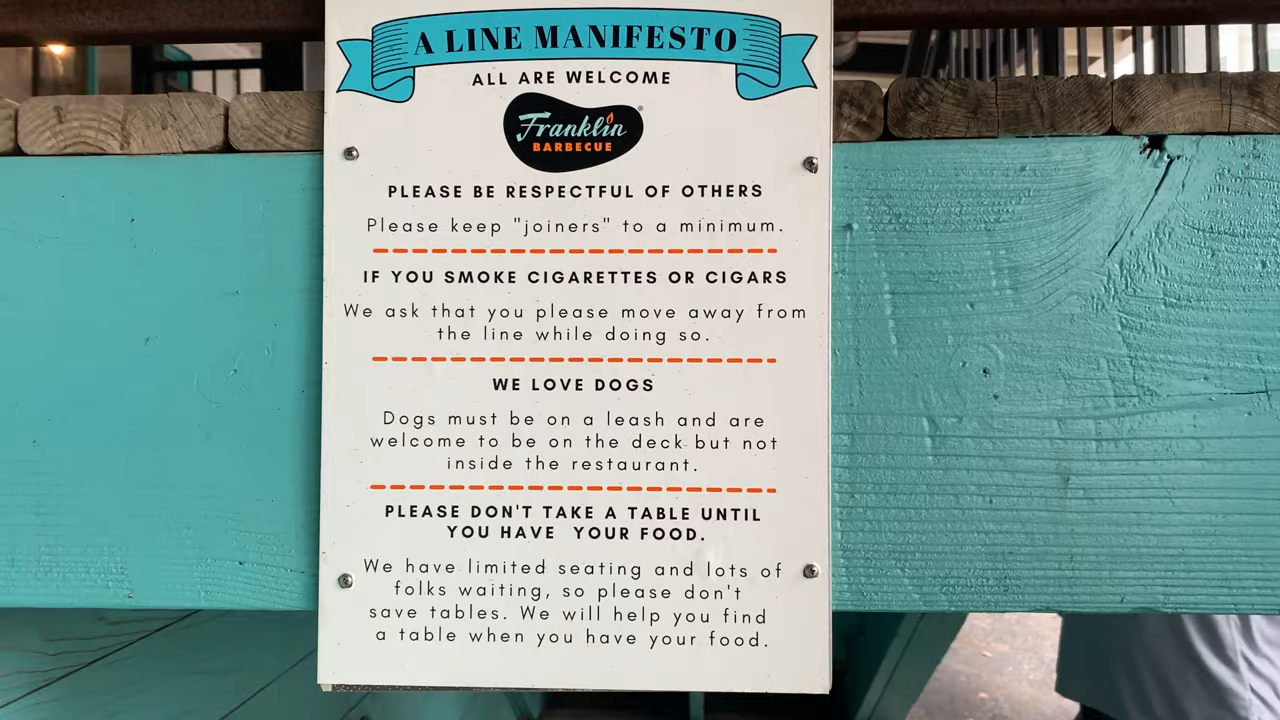 A LINE MANIFESTO
ALL ARE WELCOME
Franklin®
BARBECUE
PLEASE BE RESPECTFUL OF OTHERS
Please keep "joiners" to a minimum.
IF YOU SMOKE CIGARETTES OR CIGARS
We ask that you please move away from
the line while doing so.
WE LOVE DOGS
Dogs must be on a leash and are
welcome to be on the deck but not
inside the restaurant.
PLEASE DON'T TAKE A TABLE UNTIL
YOU HAVE YOUR FOOD.
We have limited seating and lots of
folks waiting, so please don't
save tables. We will help you find
a table when you have your food.